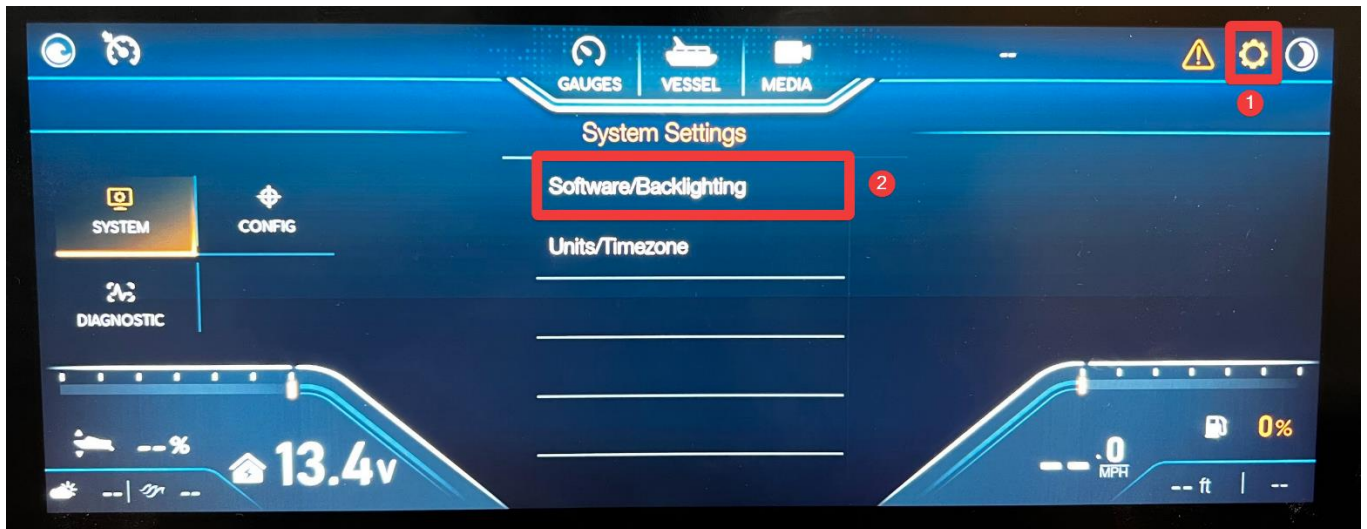 GAUGES VESSEL MEDIA --
1
System Settings
Software/Backlighting 2
SYSTEM CONFIG
Units/Timezone
DIAGNOSTIC
--% 13.4v
--.0 MPH
0%
-- | --
-- ft | --